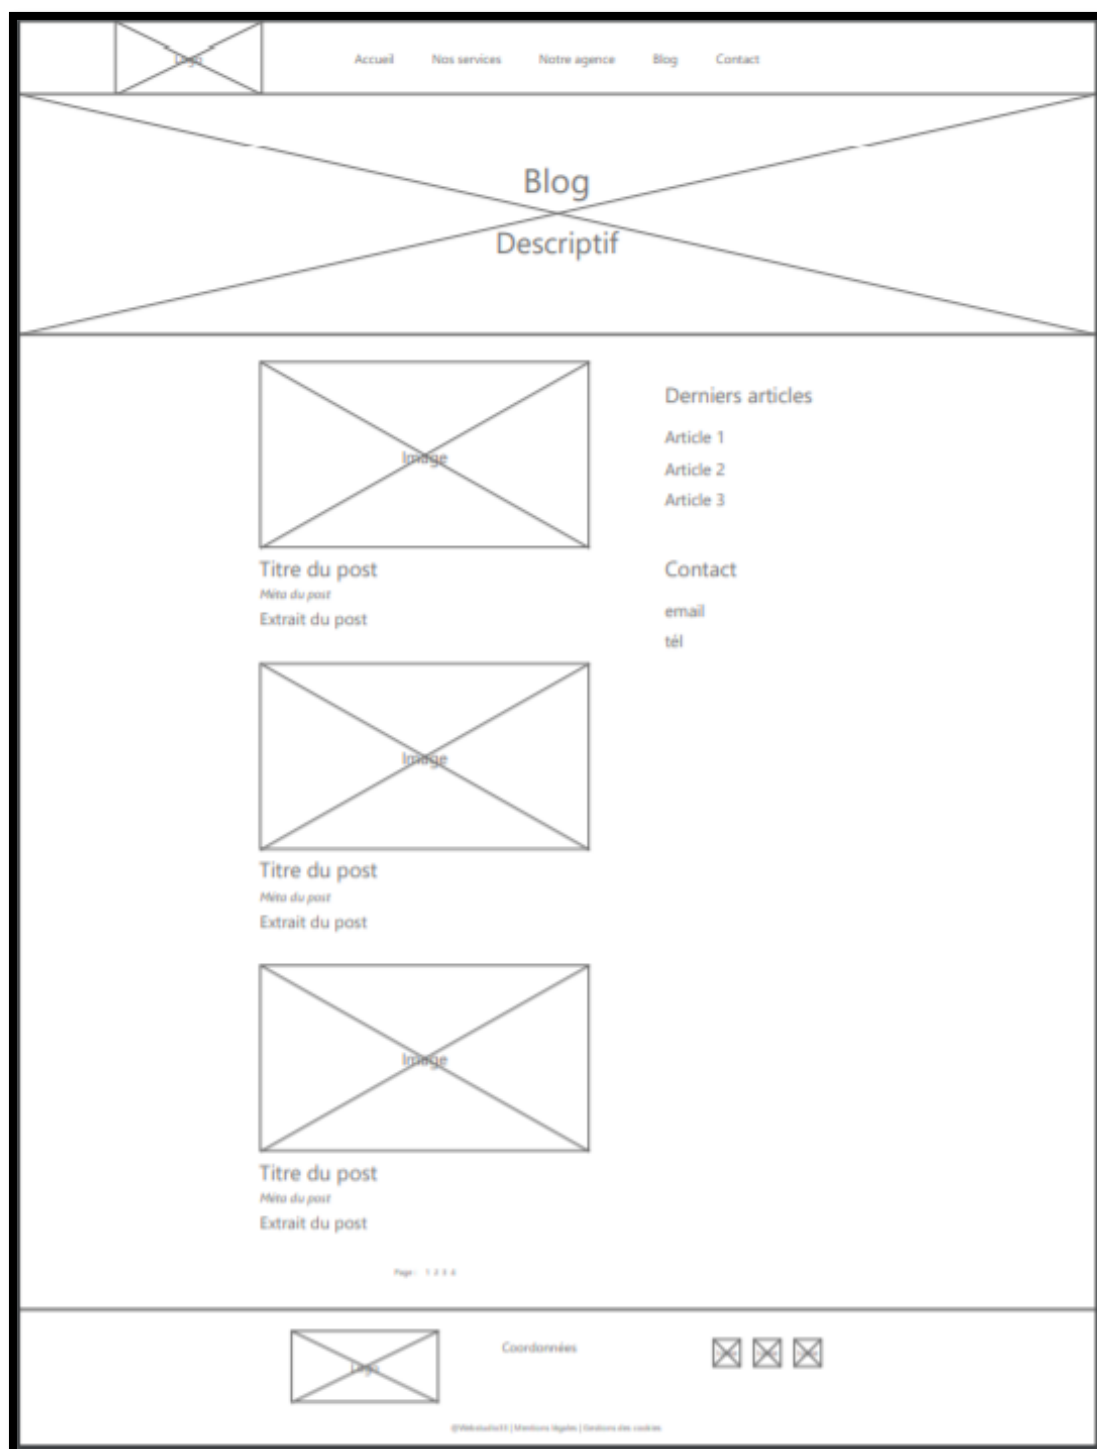 Logo
Accueil Nos services Notre agence Blog Contact
Blog
Descriptif
Image
Titre du post
Méta du post
Extrait du post
Image
Titre du post
Méta du post
Extrait du post
Image
Titre du post
Méta du post
Extrait du post
Page : 1 2 3 4
Derniers articles
Article 1
Article 2
Article 3
Contact
email
tél
Logo
Coordonnées
@Webstudio33 | Mentions légales | Gestions des cookies